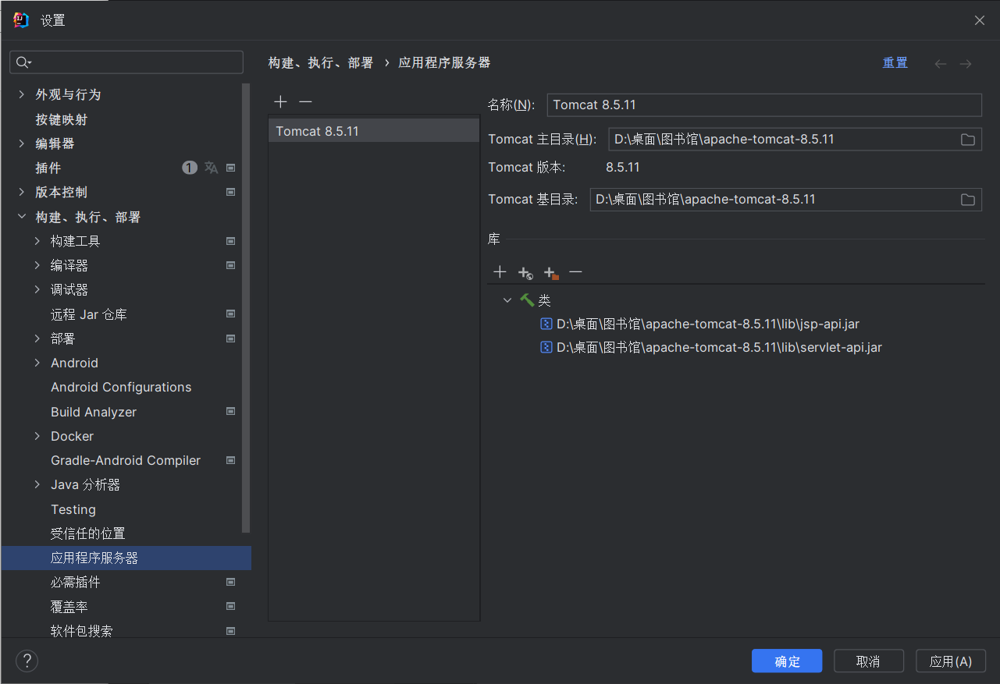 设置
构建、执行、部署 › 应用程序服务器
重置
外观与行为
按键映射
编辑器
插件 1
版本控制
构建、执行、部署
构建工具
编译器
调试器
远程 Jar 仓库
部署
Android
Android Configurations
Build Analyzer
Docker
Gradle-Android Compiler
Java 分析器
Testing
受信任的位置
应用程序服务器
必需插件
覆盖率
软件包搜索
Tomcat 8.5.11
名称(N): Tomcat 8.5.11
Tomcat 主目录(H): D:\桌面\图书馆\apache-tomcat-8.5.11
Tomcat 版本: 8.5.11
Tomcat 基目录: D:\桌面\图书馆\apache-tomcat-8.5.11
库
类
D:\桌面\图书馆\apache-tomcat-8.5.11\lib\jsp-api.jar
D:\桌面\图书馆\apache-tomcat-8.5.11\lib\servlet-api.jar
?
确定
取消
应用(A)